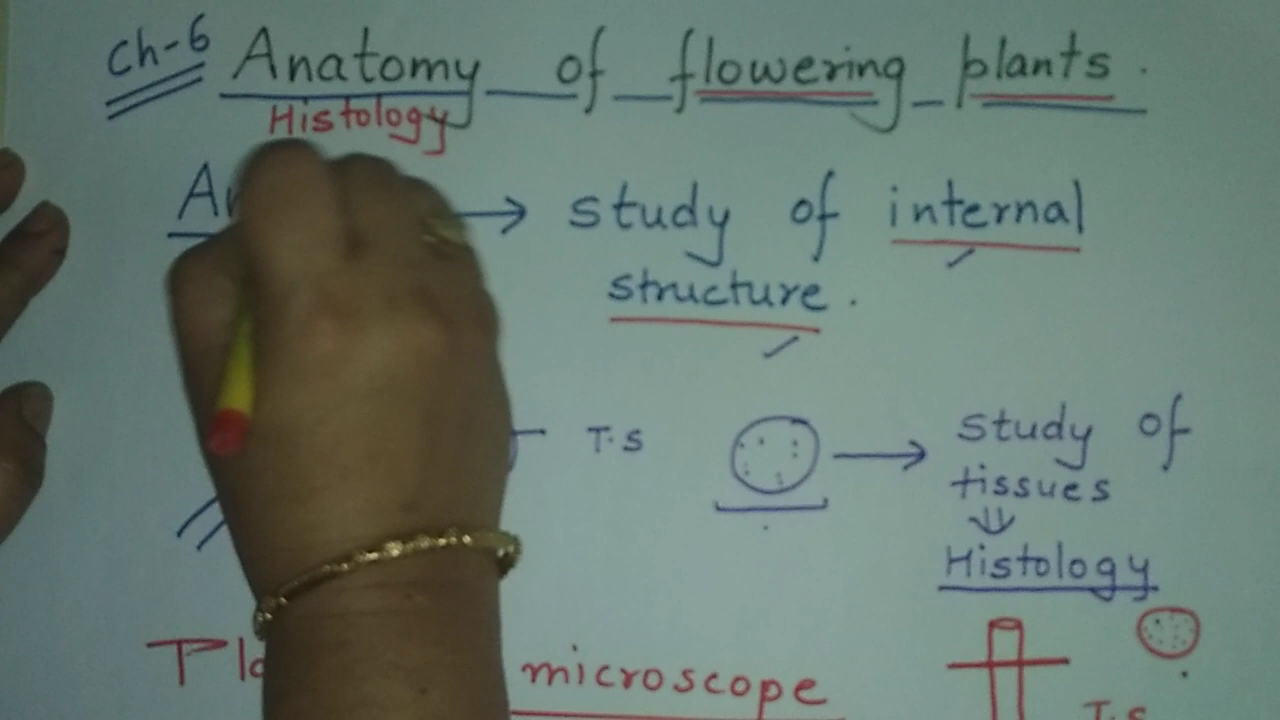 Ch-6 Anatomy of flowering plants.
Histology
→ study of internal
structure.
T.S → study of
tissues
⇓
Histology
microscope
T.S